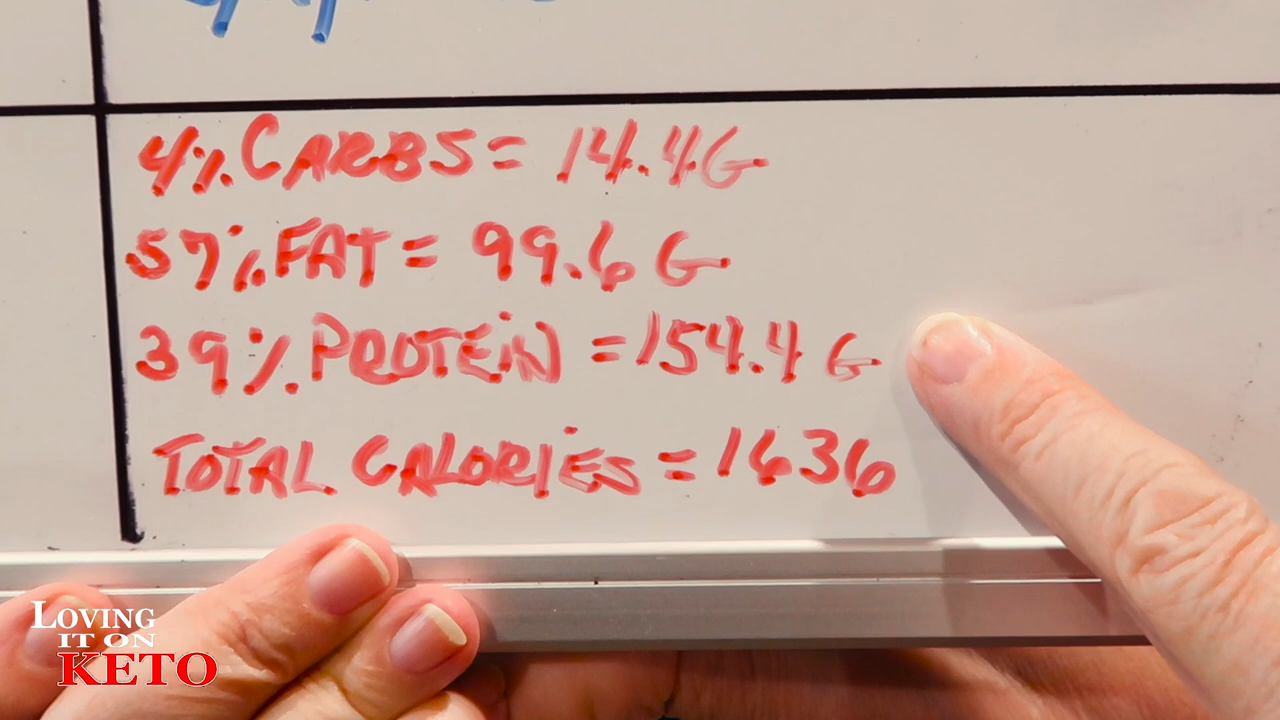 4% CARBS = 14.4G
57% FAT = 99.6 G
39% PROTEIN = 154.4 G
TOTAL CALORIES = 1636
LOVING
IT ON
KETO